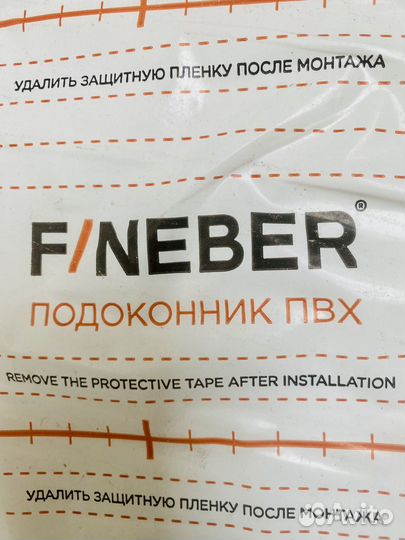 УДАЛИТЬ ЗАЩИТНУЮ ПЛЕНКУ ПОСЛЕ МОНТАЖА
F/NEBER®
ПОДОКОННИК ПВХ
REMOVE THE PROTECTIVE TAPE AFTER INSTALLATION
УДАЛИТЬ ЗАЩИТНУЮ ПЛЕНКУ ПОСЛЕ МОНТАЖА
Avito